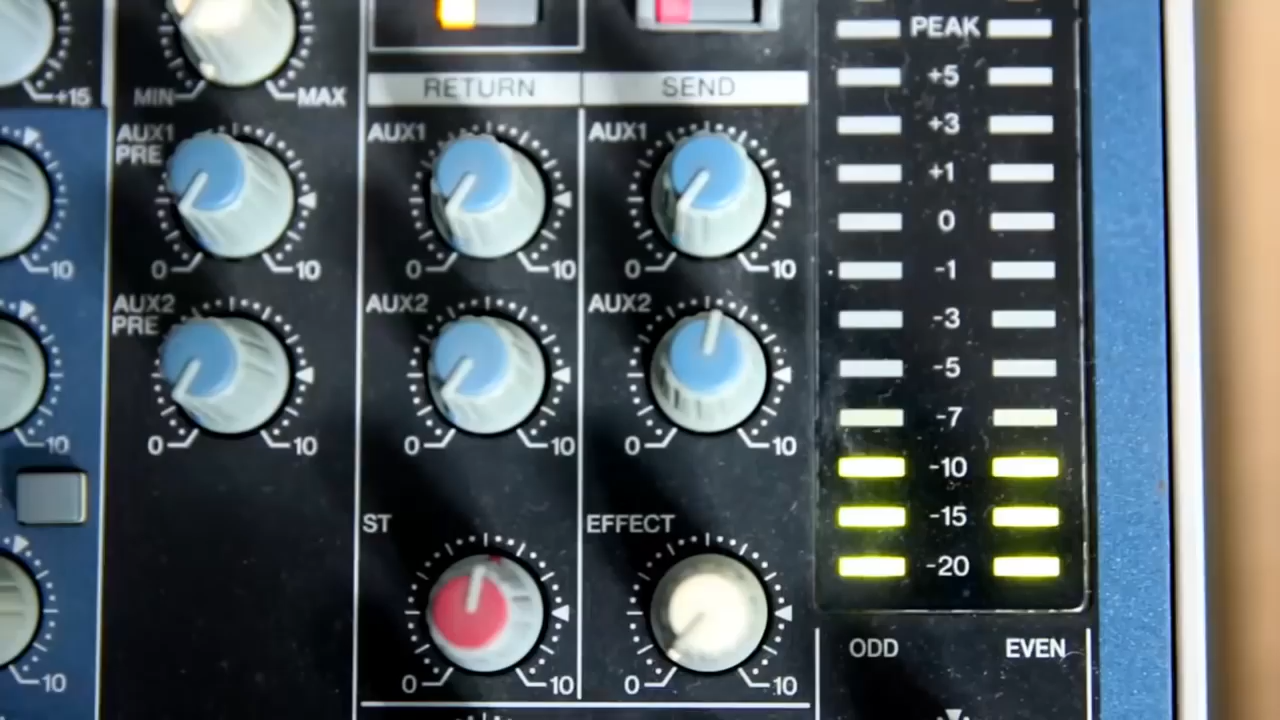 PEAK
RETURN SEND +5
+15 MIN MAX
AUX1 PRE AUX1 AUX1 +3
+1
0
10 0 10 0 10 0 10 -1
AUX2 PRE AUX2 AUX2 -3
-5
10 0 10 0 10 0 10 -7
-10
ST EFFECT -15
-20
ODD EVEN
10 0 10 0 10